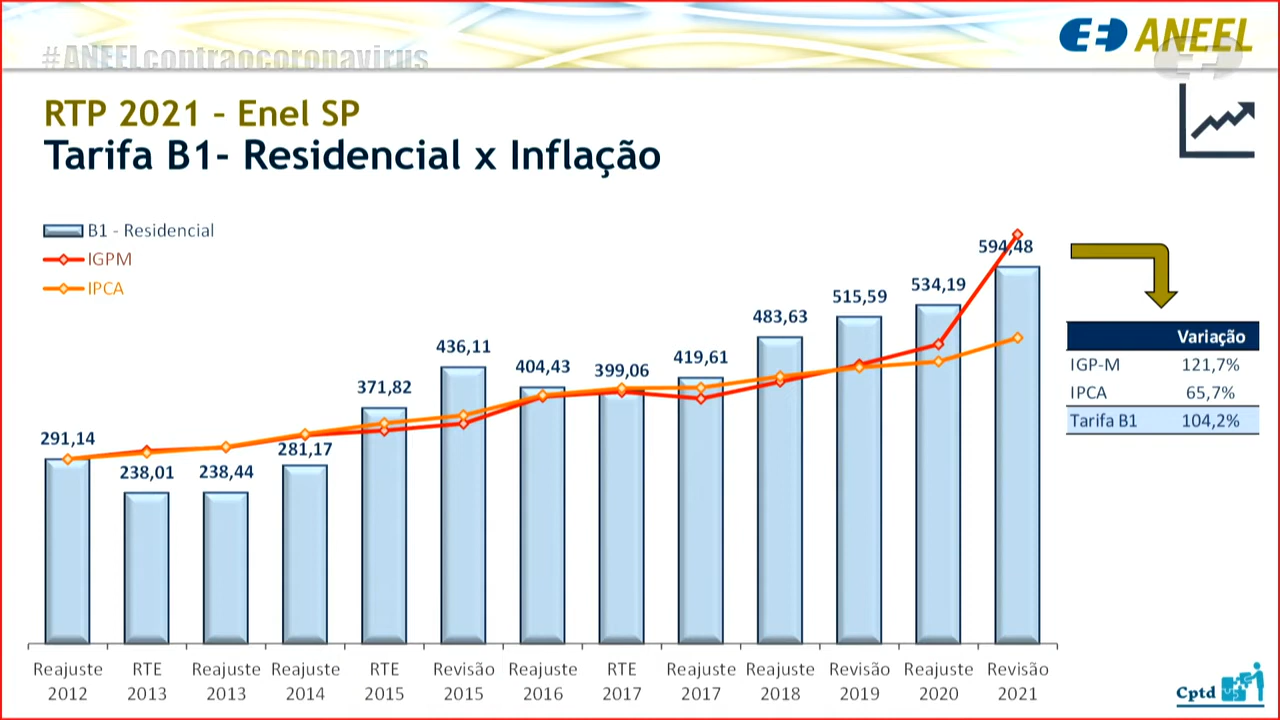 #ANEELcontraocoronavirus
ANEEL
RTP 2021 – Enel SP
Tarifa B1- Residencial x Inflação
B1 - Residencial
IGPM
IPCA
291,14
238,01
238,44
281,17
371,82
436,11
404,43
399,06
419,61
483,63
515,59
534,19
594,48
Variação
IGP-M 121,7%
IPCA 65,7%
Tarifa B1 104,2%
Reajuste RTE Reajuste Reajuste RTE Revisão Reajuste RTE Reajuste Reajuste Revisão Reajuste Revisão
2012 2013 2013 2014 2015 2015 2016 2017 2017 2018 2019 2020 2021
Cptd